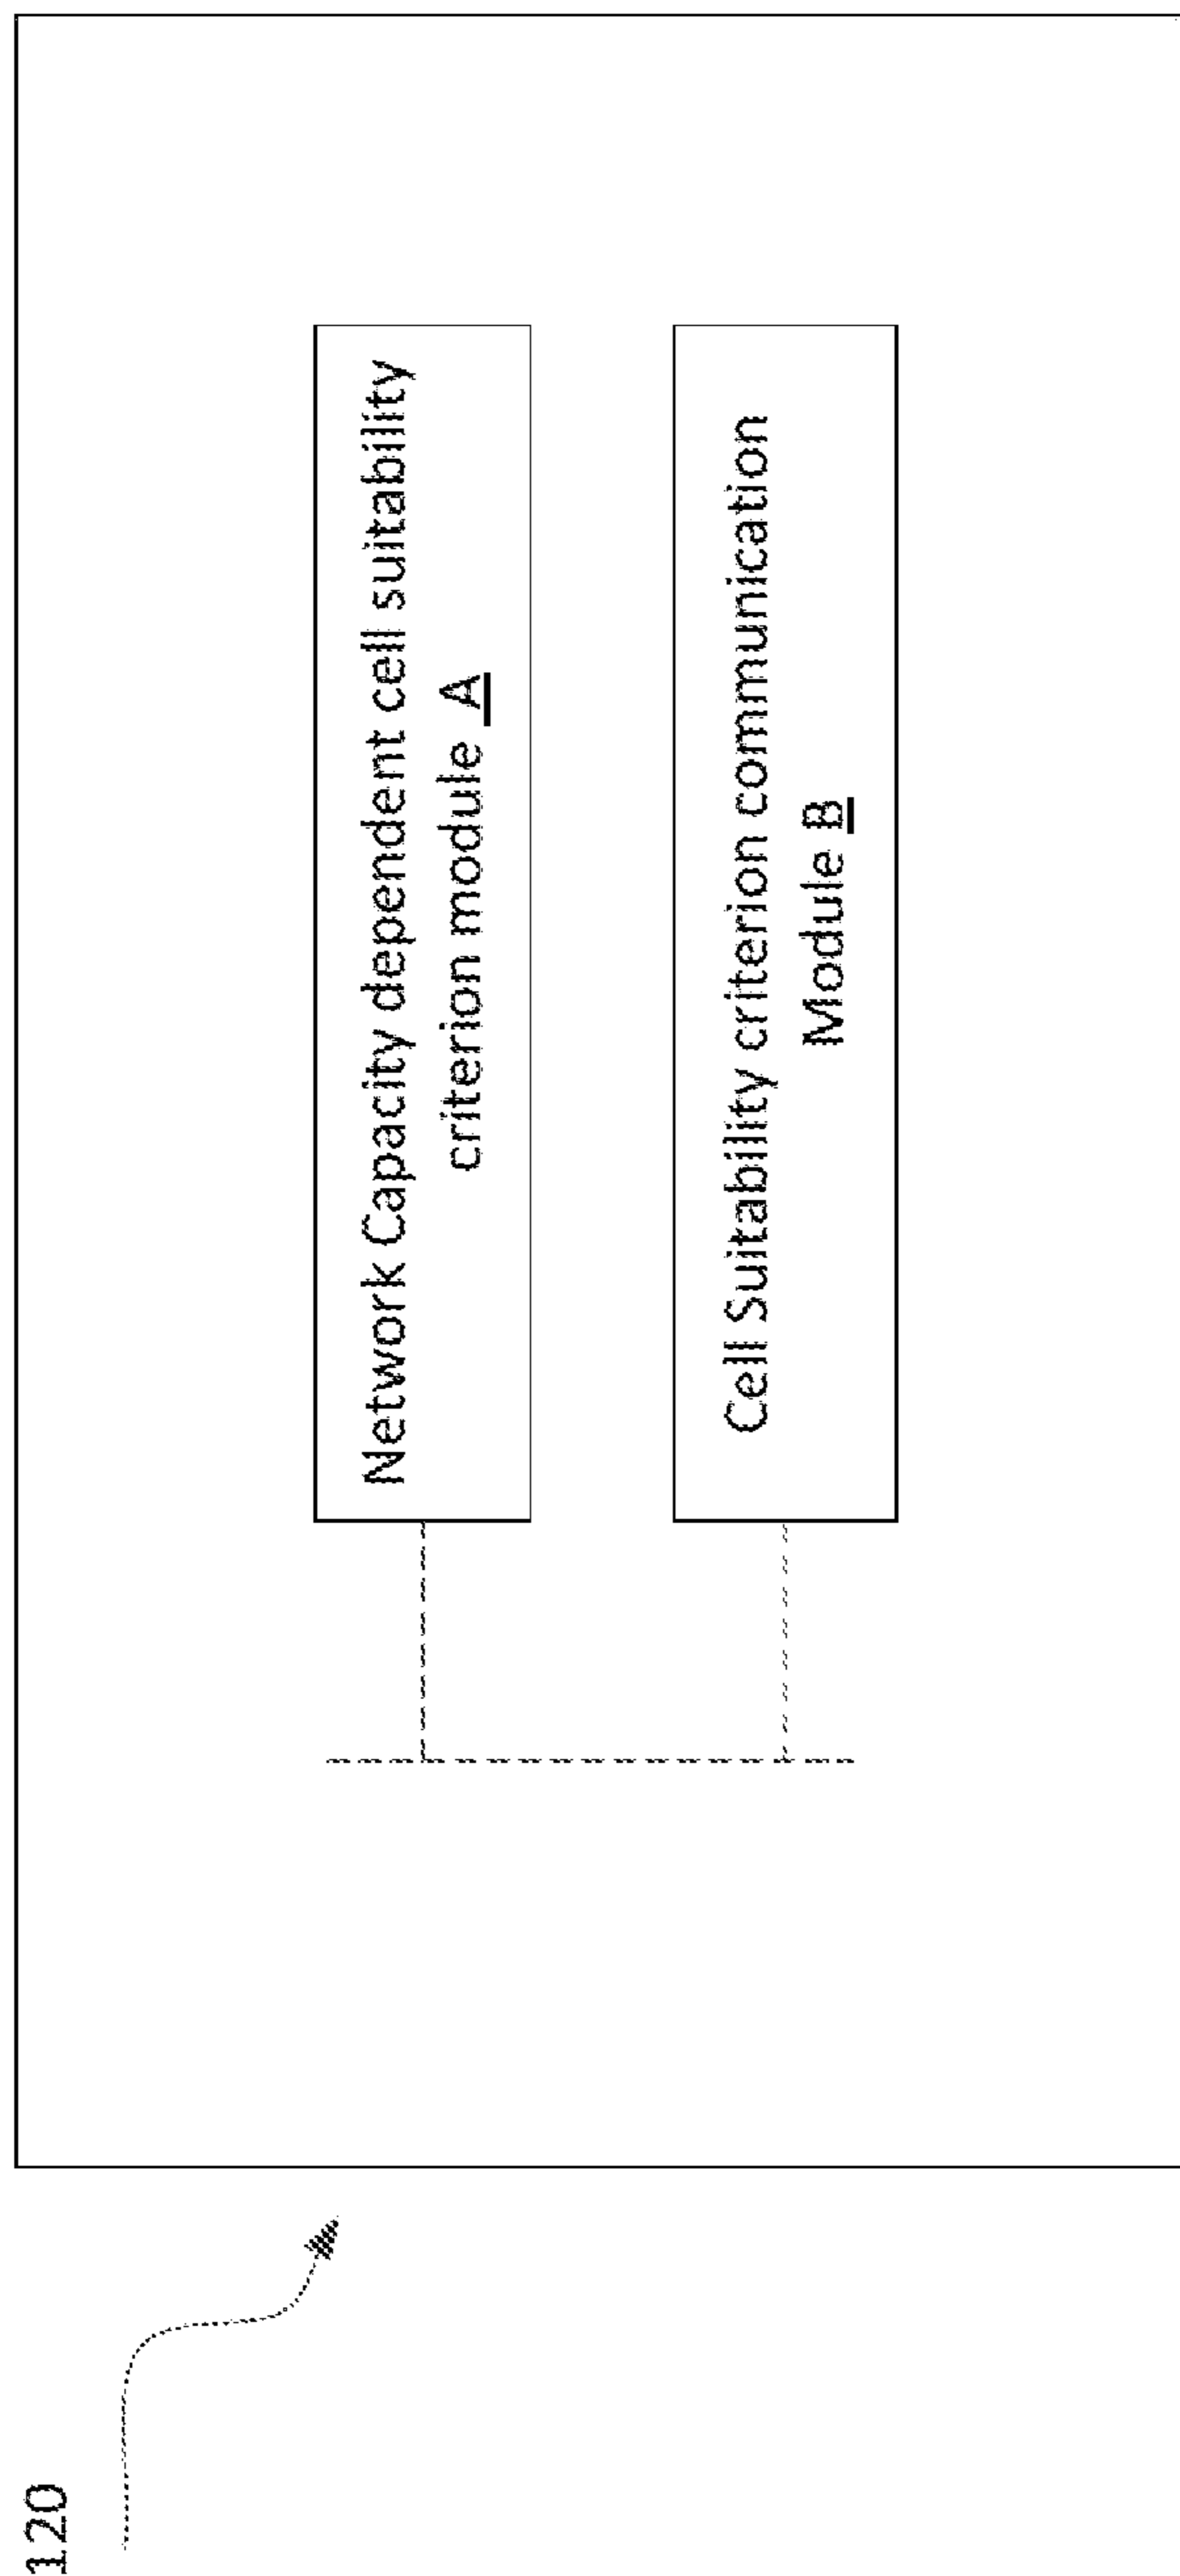 120
Network Capacity dependent cell suitability
criterion module A
Cell Suitability criterion communication
Module B